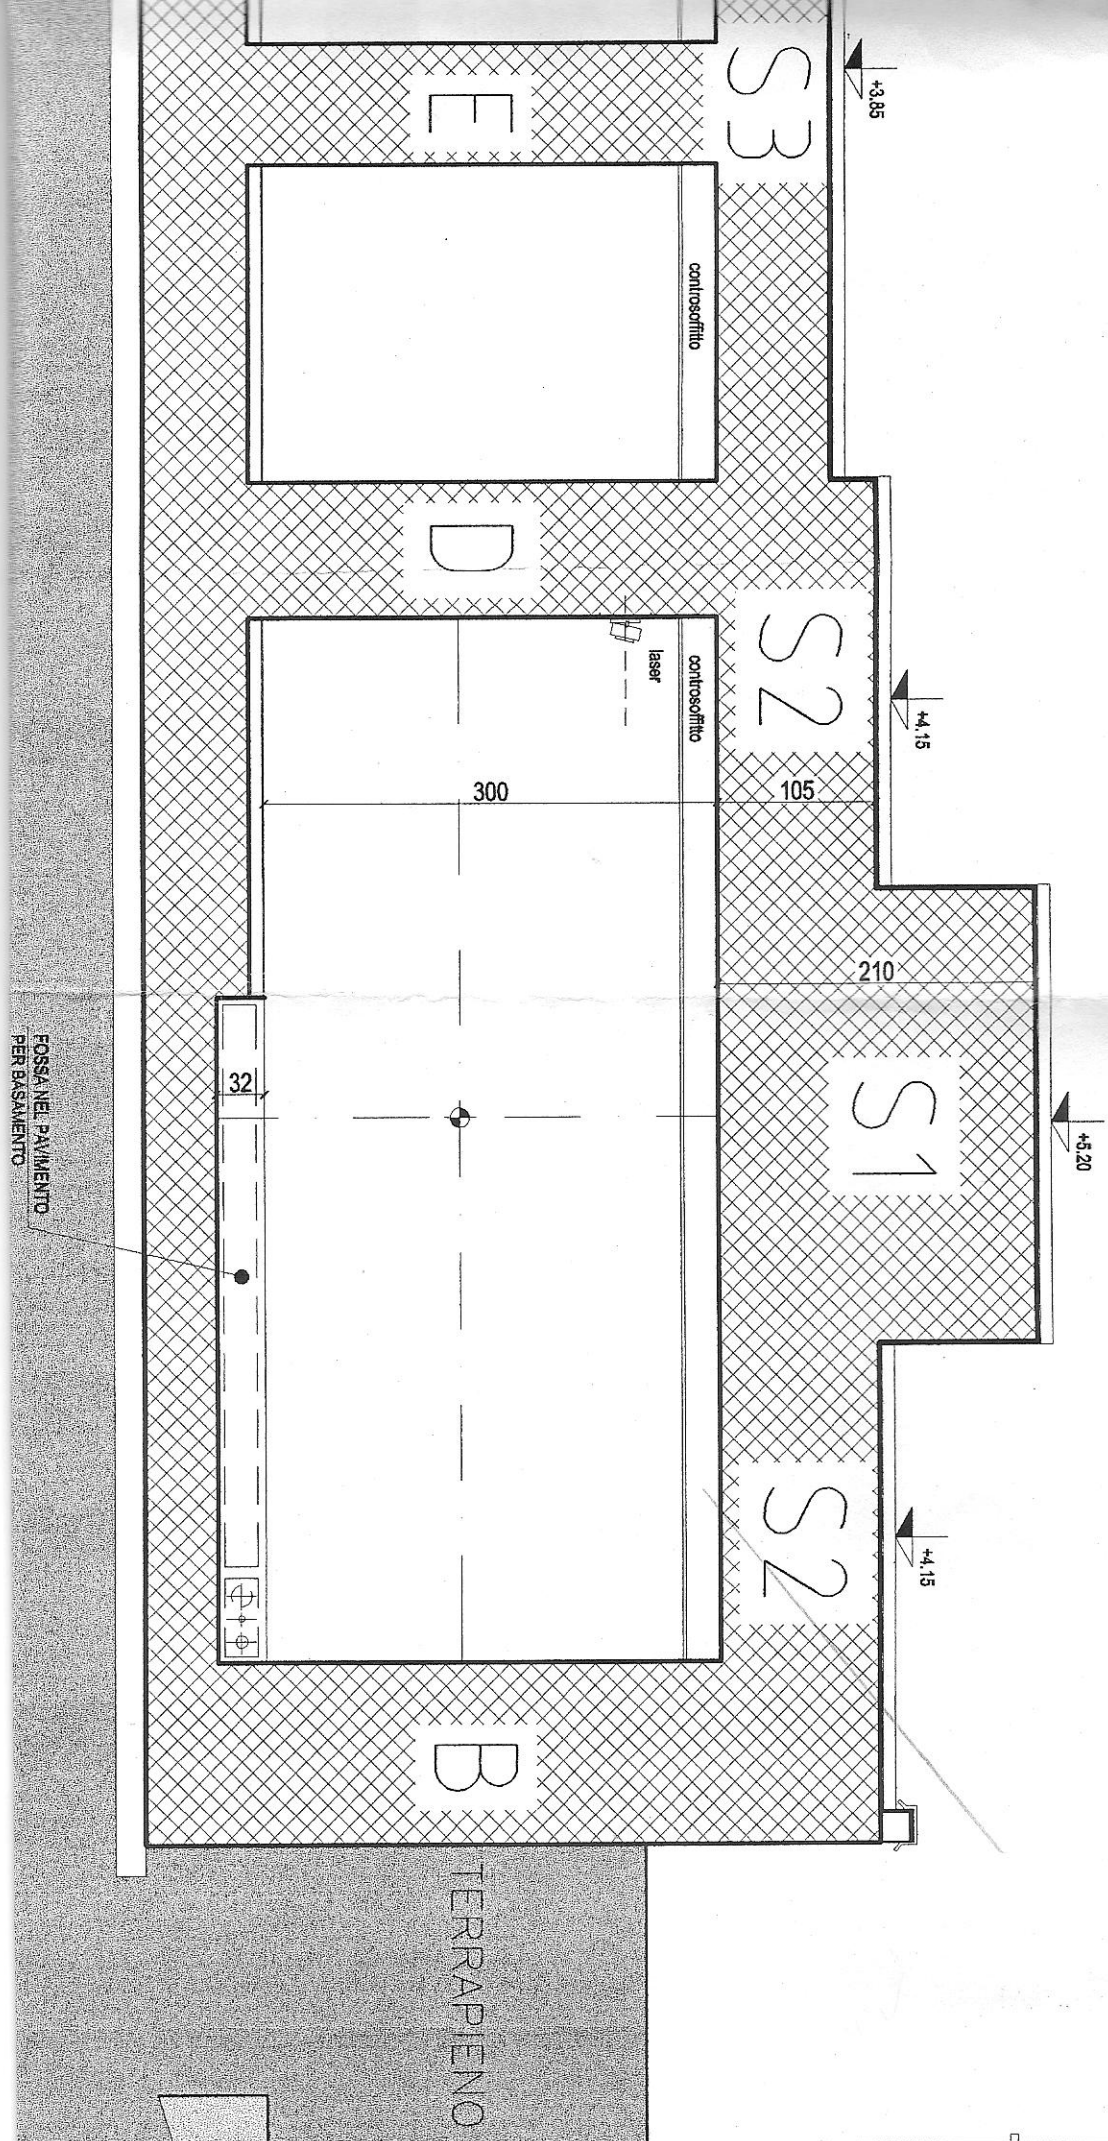 S3
+3.85
E
controsoffitto
D
S2
+4.15
laser
controsoffitto
300
105
210
S1
+5.20
32
FOSSA NEL PAVIMENTO
PER BASAMENTO
S2
+4.15
B
TERRAPIENO